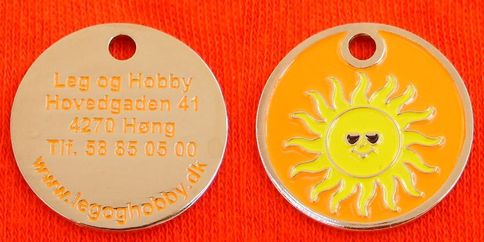 Leg og Hobby
Hovedgaden 41
4270 Høng
Tlf. 58 85 05 00
www.legoghobby.dk